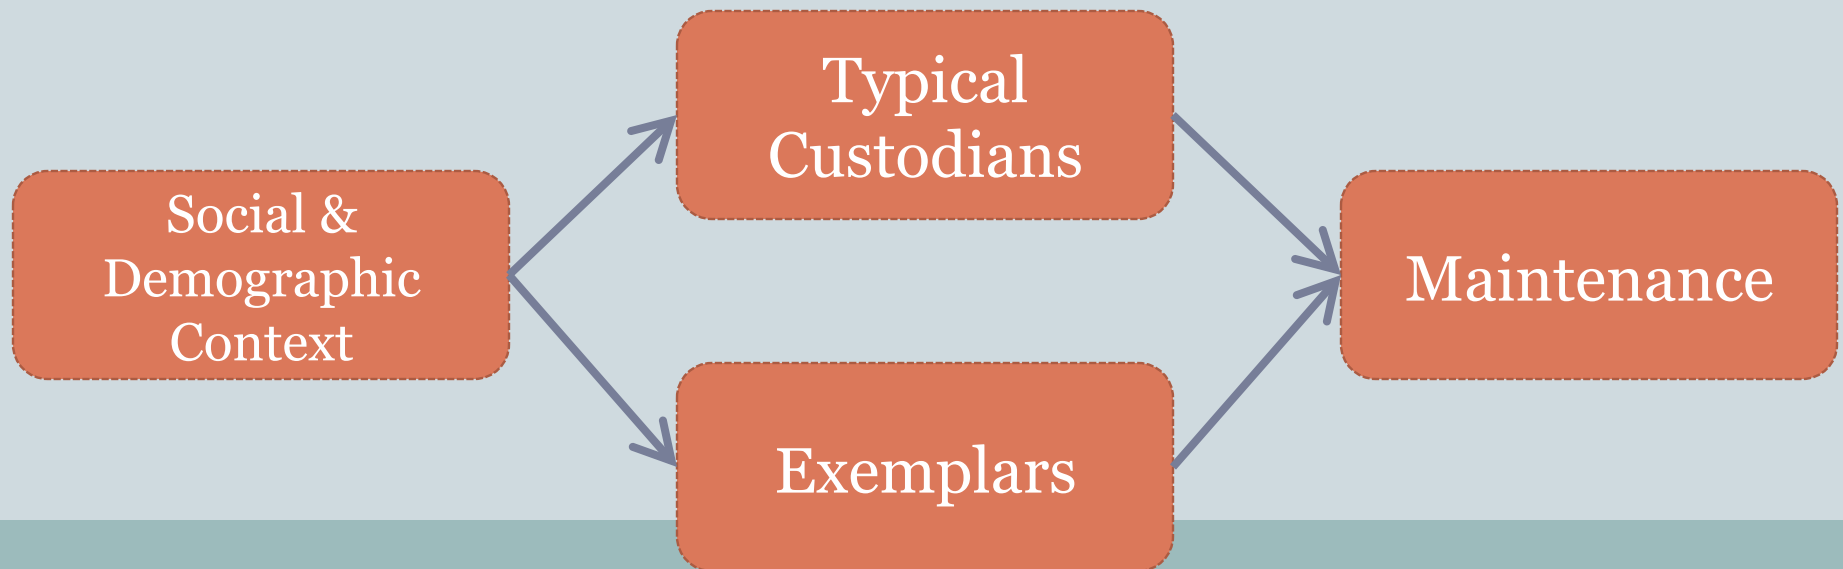 Social &
Demographic
Context
Typical
Custodians
Exemplars
Maintenance